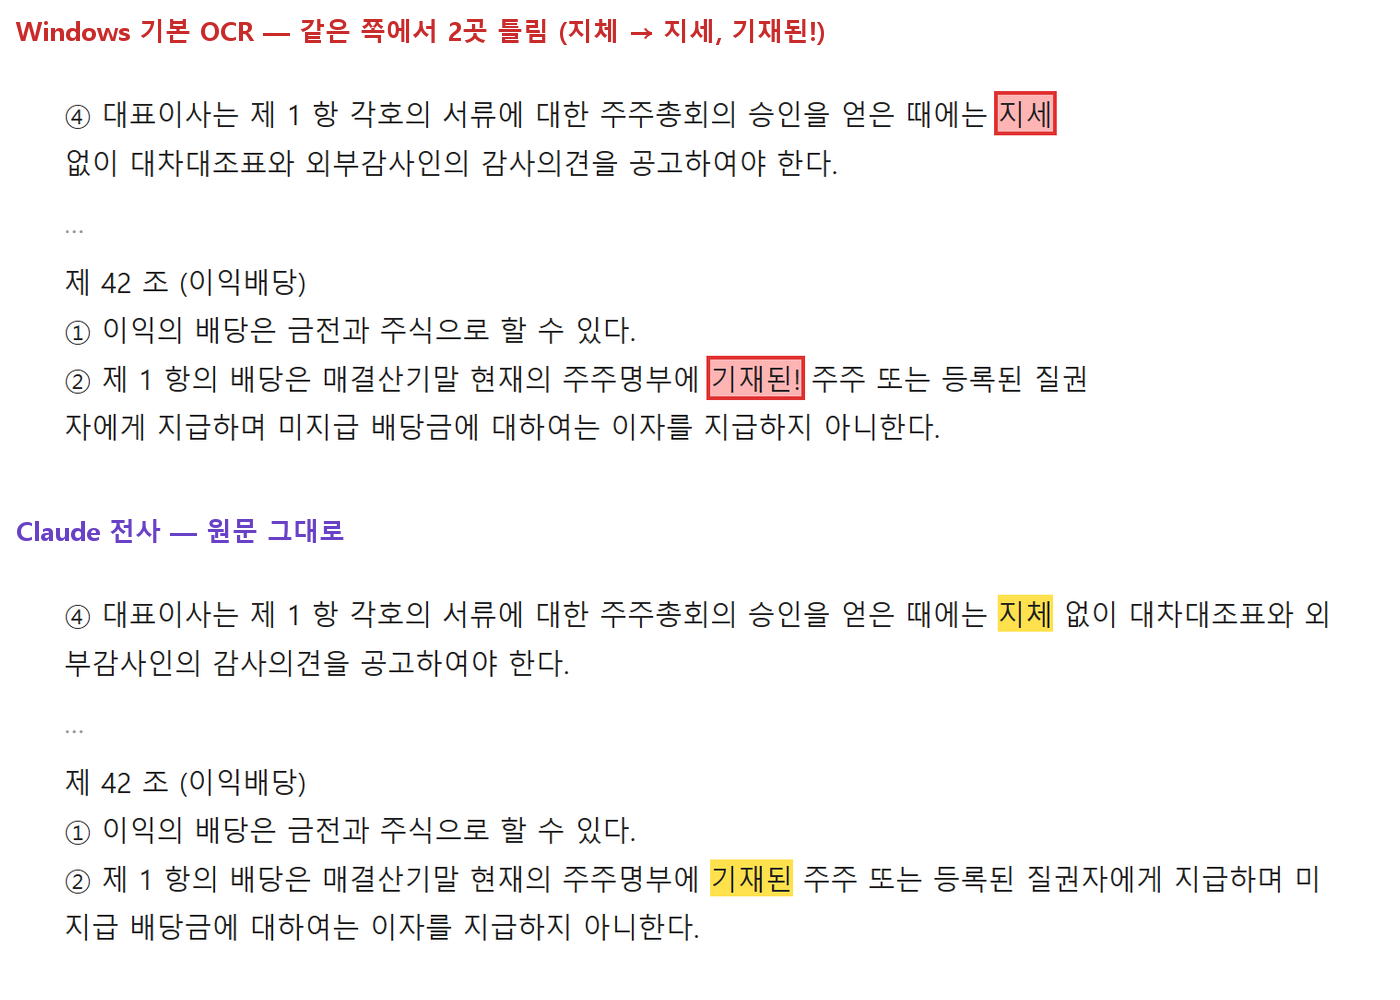 Windows 기본 OCR — 같은 쪽에서 2곳 틀림 (지체 → 지세, 기재된!)
④ 대표이사는 제 1 항 각호의 서류에 대한 주주총회의 승인을 얻은 때에는 지세
없이 대차대조표와 외부감사인의 감사의견을 공고하여야 한다.
...
제 42 조 (이익배당)
① 이익의 배당은 금전과 주식으로 할 수 있다.
② 제 1 항의 배당은 매결산기말 현재의 주주명부에 기재된! 주주 또는 등록된 질권
자에게 지급하며 미지급 배당금에 대하여는 이자를 지급하지 아니한다.
Claude 전사 — 원문 그대로
④ 대표이사는 제 1 항 각호의 서류에 대한 주주총회의 승인을 얻은 때에는 지체 없이 대차대조표와 외
부감사인의 감사의견을 공고하여야 한다.
...
제 42 조 (이익배당)
① 이익의 배당은 금전과 주식으로 할 수 있다.
② 제 1 항의 배당은 매결산기말 현재의 주주명부에 기재된 주주 또는 등록된 질권자에게 지급하며 미
지급 배당금에 대하여는 이자를 지급하지 아니한다.